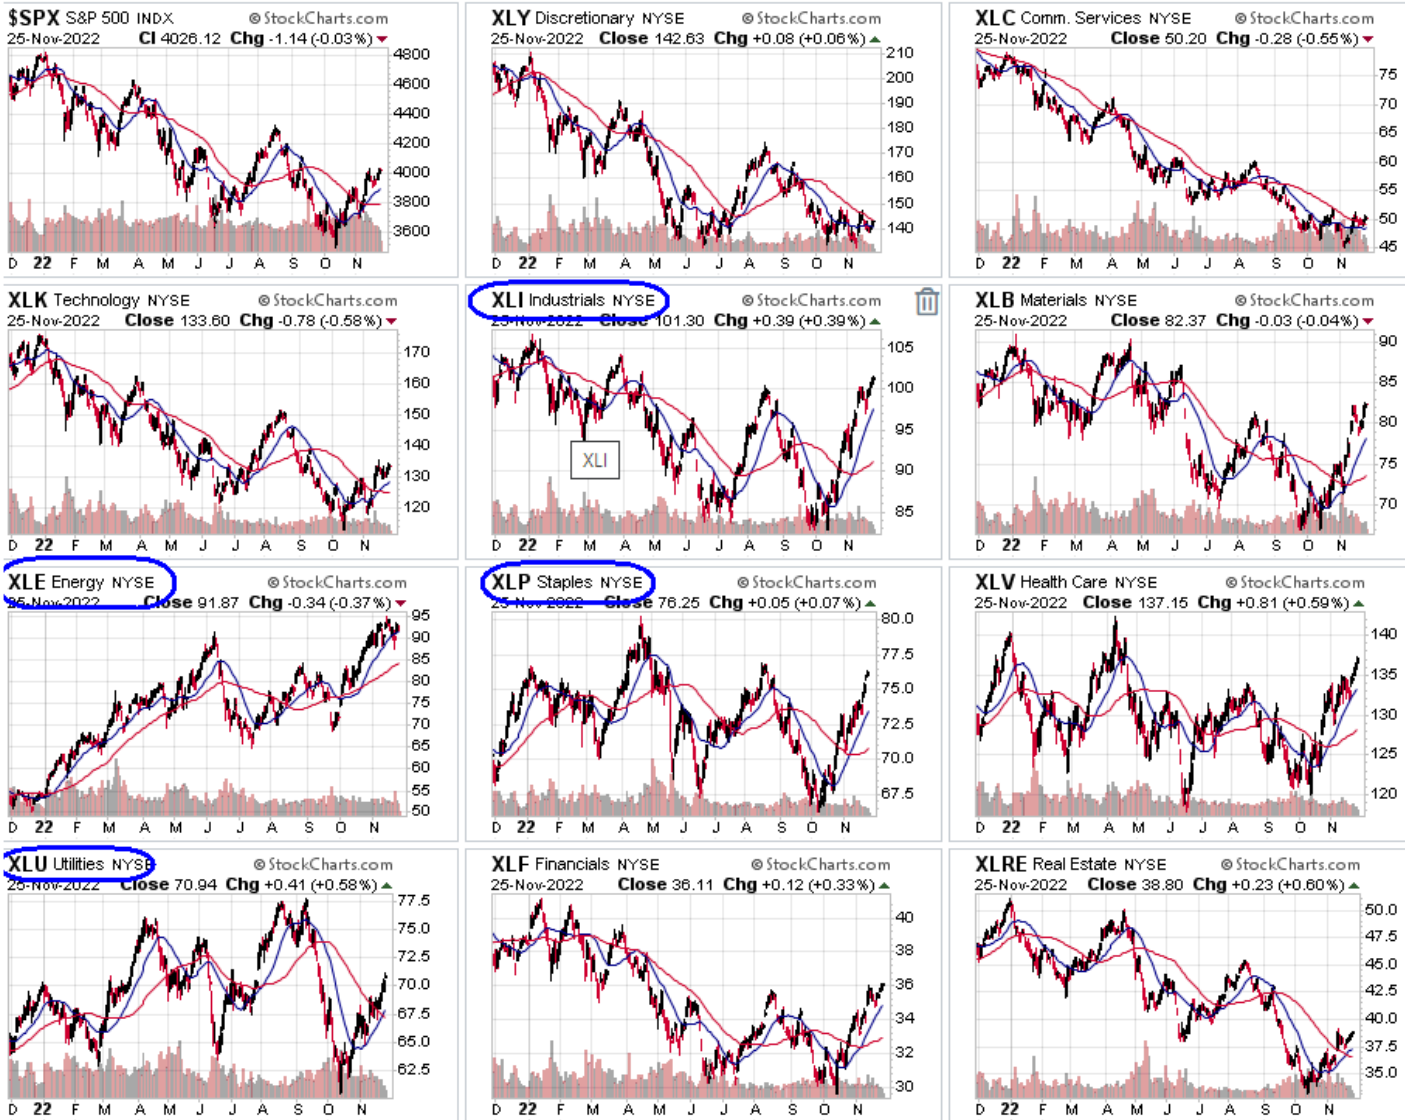 $SPX S&P 500 INDX © StockCharts.com
25-Nov-2022 Cl 4026.12 Chg -1.14 (-0.03%)
4800
4600
4400
4200
4000
3800
3600
D 22 F M A M J J A S O N
XLY Discretionary NYSE © StockCharts.com
25-Nov-2022 Close 142.63 Chg +0.08 (+0.06%)
210
200
190
180
170
160
150
140
D 22 F M A M J J A S O N
XLC Comm. Services NYSE © StockCharts.com
25-Nov-2022 Close 50.20 Chg -0.28 (-0.55%)
75
70
65
60
55
50
45
D 22 F M A M J J A S O N
XLK Technology NYSE © StockCharts.com
25-Nov-2022 Close 133.60 Chg -0.78 (-0.58%)
170
160
150
140
130
120
D 22 F M A M J J A S O N
XLI Industrials NYSE © StockCharts.com
25-Nov-2022 Close 101.30 Chg +0.39 (+0.39%)
105
100
95
90
85
XLI
D 22 F M A M J J A S O N
XLB Materials NYSE © StockCharts.com
25-Nov-2022 Close 82.37 Chg -0.03 (-0.04%)
90
85
80
75
70
D 22 F M A M J J A S O N
XLE Energy NYSE © StockCharts.com
25-Nov-2022 Close 91.87 Chg -0.34 (-0.37%)
95
90
85
80
75
70
65
60
55
50
D 22 F M A M J J A S O N
XLP Staples NYSE © StockCharts.com
25-Nov-2022 Close 76.25 Chg +0.05 (+0.07%)
80.0
77.5
75.0
72.5
70.0
67.5
D 22 F M A M J J A S O N
XLV Health Care NYSE © StockCharts.com
25-Nov-2022 Close 137.15 Chg +0.81 (+0.59%)
140
135
130
125
120
D 22 F M A M J J A S O N
XLU Utilities NYSE © StockCharts.com
25-Nov-2022 Close 70.94 Chg +0.41 (+0.58%)
77.5
75.0
72.5
70.0
67.5
65.0
62.5
D 22 F M A M J J A S O N
XLF Financials NYSE © StockCharts.com
25-Nov-2022 Close 36.11 Chg +0.12 (+0.33%)
40
38
36
34
32
30
D 22 F M A M J J A S O N
XLRE Real Estate NYSE © StockCharts.com
25-Nov-2022 Close 38.80 Chg +0.23 (+0.60%)
50.0
47.5
45.0
42.5
40.0
37.5
35.0
D 22 F M A M J J A S O N